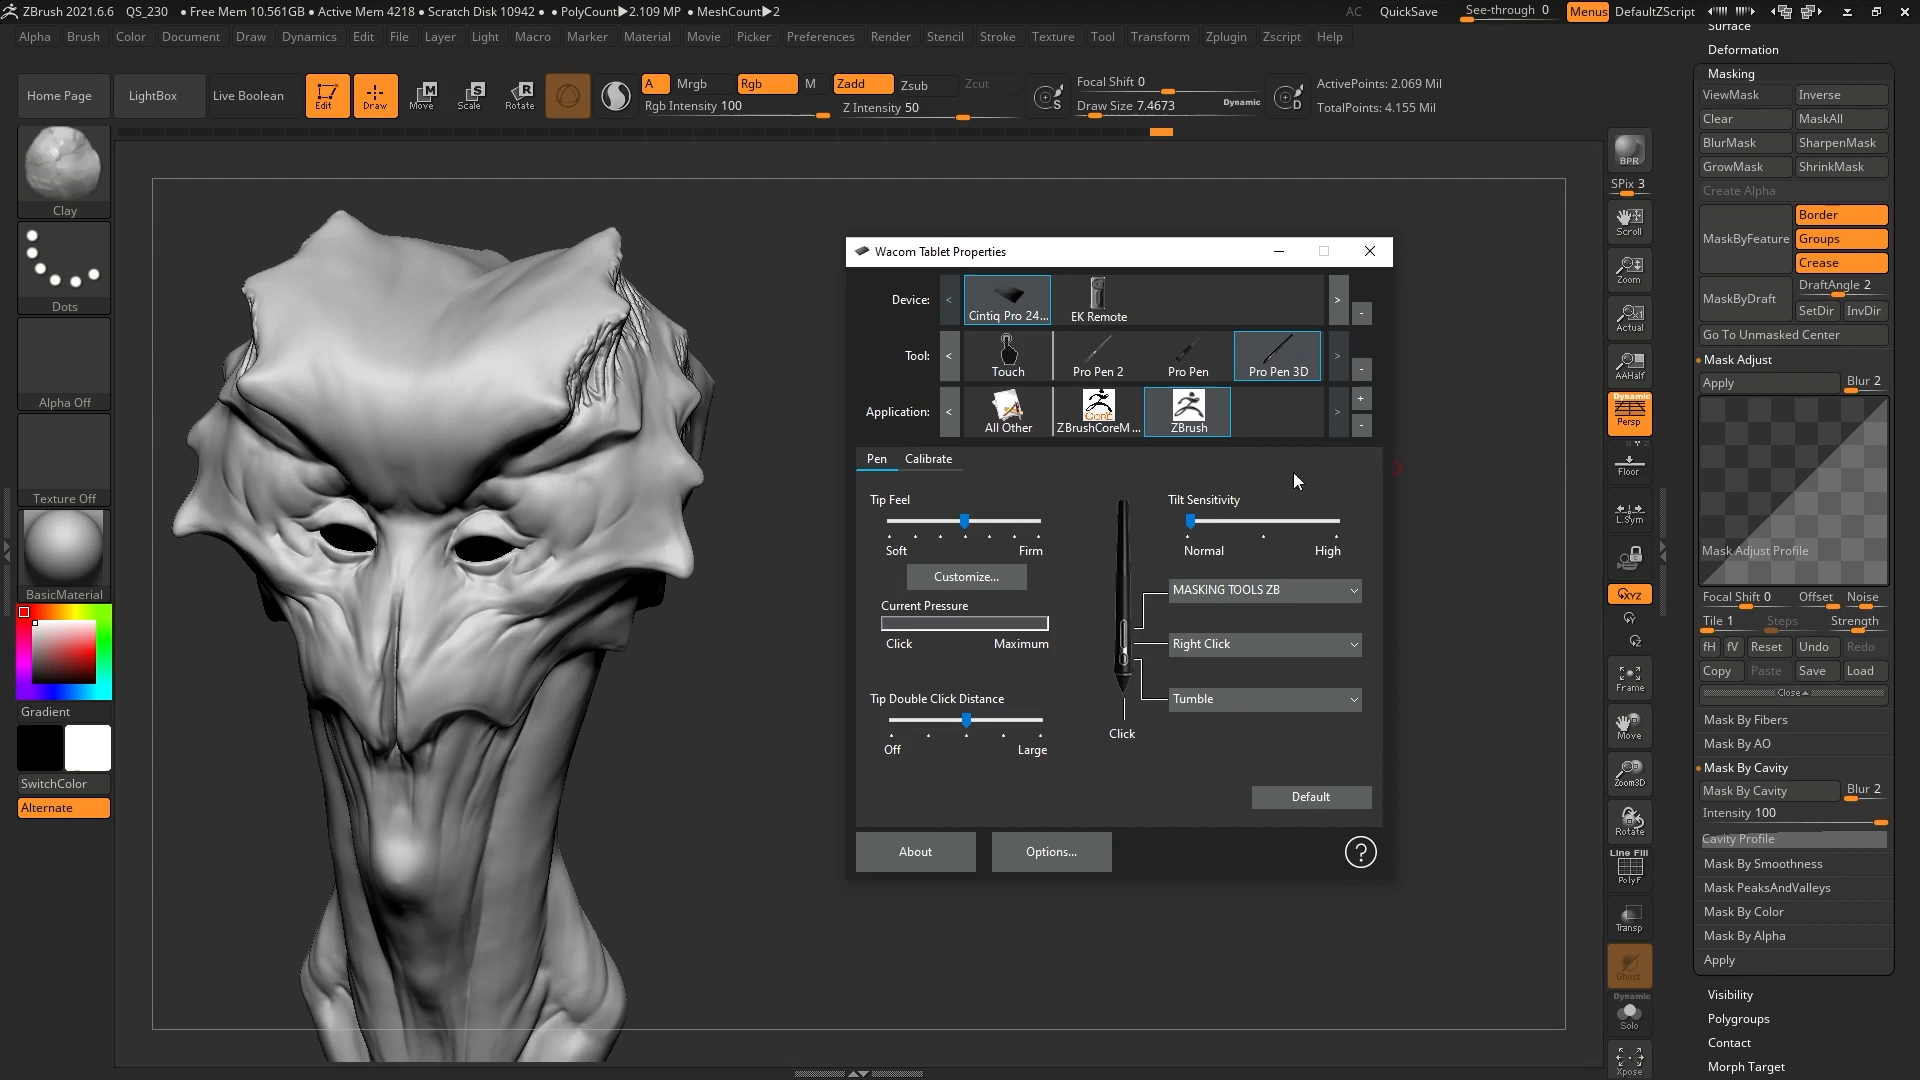 ZBrush 2021.6.6 QS_230 • Free Mem 10.561GB • Active Mem 4218 • Scratch Disk 10942 • • PolyCount▶2.109 MP • MeshCount▶2 AC QuickSave See-through 0 Menus DefaultZScript
Alpha Brush Color Document Draw Dynamics Edit File Layer Light Macro Marker Material Movie Picker Preferences Render Stencil Stroke Texture Tool Transform Zplugin Zscript Help
Home Page LightBox Live Boolean Edit Draw Move Scale Rotate
A Mrgb Rgb M Zadd Zsub Zcut
Rgb Intensity 100 Z Intensity 50
Focal Shift 0
Draw Size 7.4673 Dynamic
ActivePoints: 2.069 Mil
TotalPoints: 4.155 Mil
Clay
Dots
Alpha Off
Texture Off
BasicMaterial
Gradient
SwitchColor
Alternate
Wacom Tablet Properties
Device: < Cintiq Pro 24... EK Remote > -
Tool: < Touch Pro Pen 2 Pro Pen Pro Pen 3D > -
Application: < All Other ZBrushCoreM ... ZBrush > + -
CORE
Pen Calibrate
Tip Feel
Soft Firm
Customize...
Current Pressure
Click Maximum
Tip Double Click Distance
Off Large
Tilt Sensitivity
Normal High
MASKING TOOLS ZB
Right Click
Tumble
Click
Default
About Options... ?
BPR
SPix 3
Scroll
Zoom
Actual
AAHalf
Dynamic
Persp
Floor
L.Sym
XYZ
Frame
Move
Zoom3D
Rotate
Line Fill
PolyF
Transp
Ghost
Dynamic
Solo
Xpose
Surface
Deformation
Masking
ViewMask Inverse
Clear MaskAll
BlurMask SharpenMask
GrowMask ShrinkMask
Create Alpha
MaskByFeature Border
Groups
Crease
MaskByDraft DraftAngle 2
SetDir InvDir
Go To Unmasked Center
Mask Adjust
Apply Blur 2
Mask Adjust Profile
Focal Shift 0 Offset Noise
Tile 1 Steps Strength
fH fV Reset Undo Redo
Copy Paste Save Load
Close
Mask By Fibers
Mask By AO
Mask By Cavity
Mask By Cavity Blur 2
Intensity 100
Cavity Profile
Mask By Smoothness
Mask PeaksAndValleys
Mask By Color
Mask By Alpha
Apply
Visibility
Polygroups
Contact
Morph Target